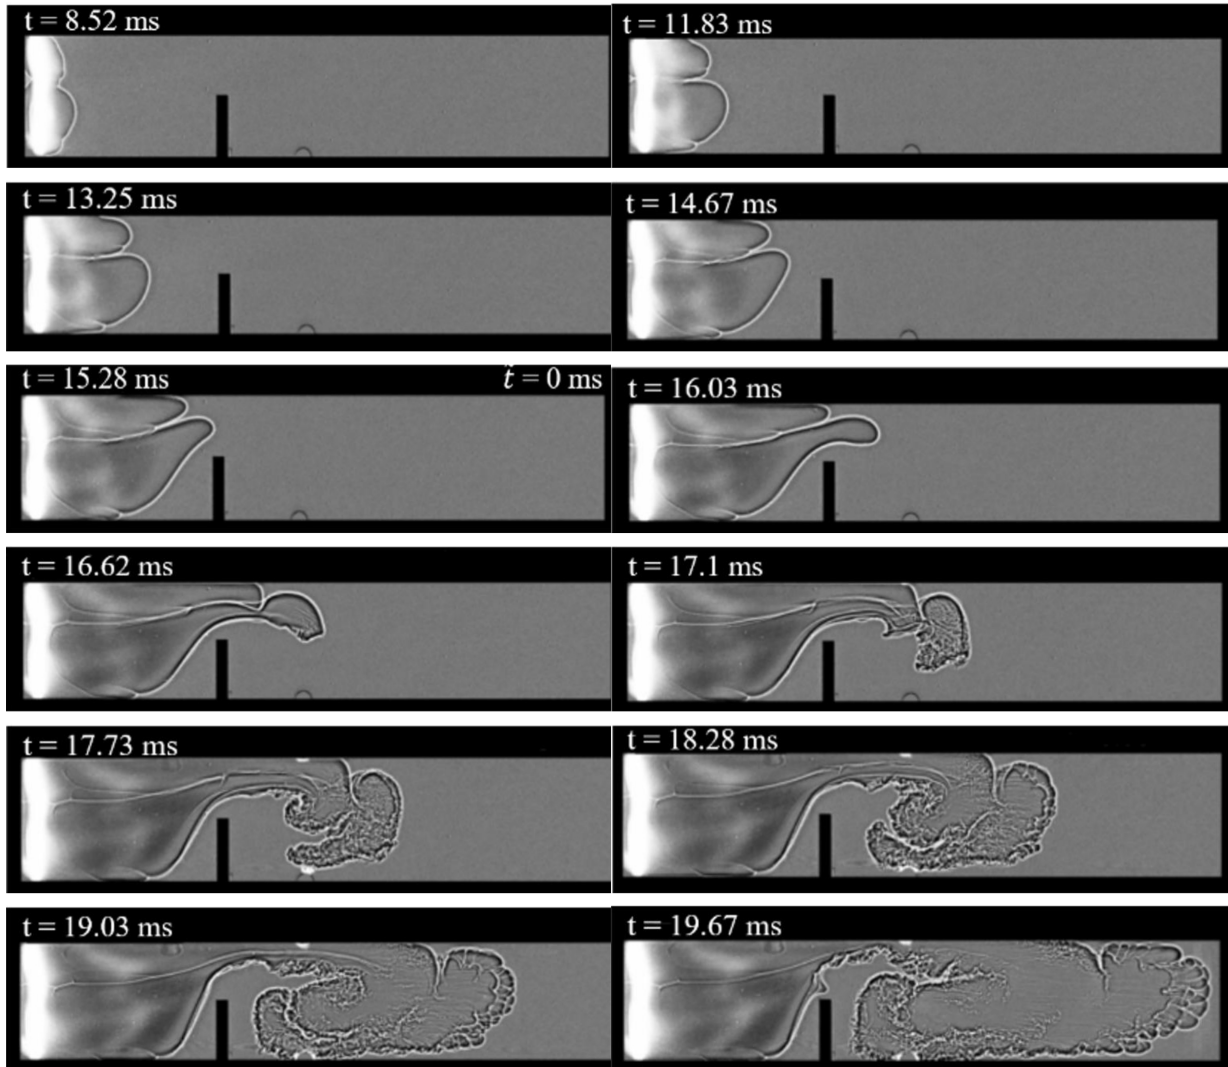 t = 8.52 ms
t = 11.83 ms
t = 13.25 ms
t = 14.67 ms
t = 15.28 ms
t̃ = 0 ms
t = 16.03 ms
t = 16.62 ms
t = 17.1 ms
t = 17.73 ms
t = 18.28 ms
t = 19.03 ms
t = 19.67 ms